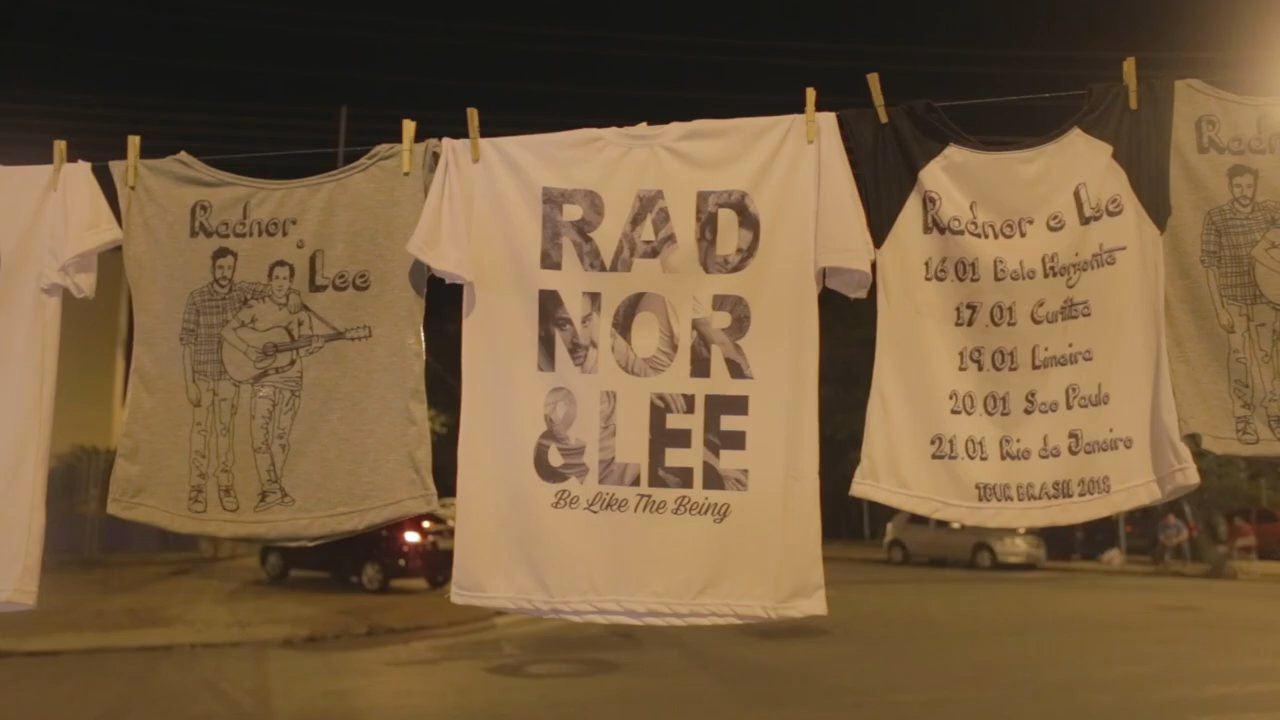 Radnor
e
Lee
RAD
NOR
&LEE
Be Like The Being
Radnor e Lee
16.01 Belo Horizonte
17.01 Curitiba
19.01 Limeira
20.01 Sao Paulo
21.01 Rio de Janeiro
TOUR BRASIL 2018
Radn